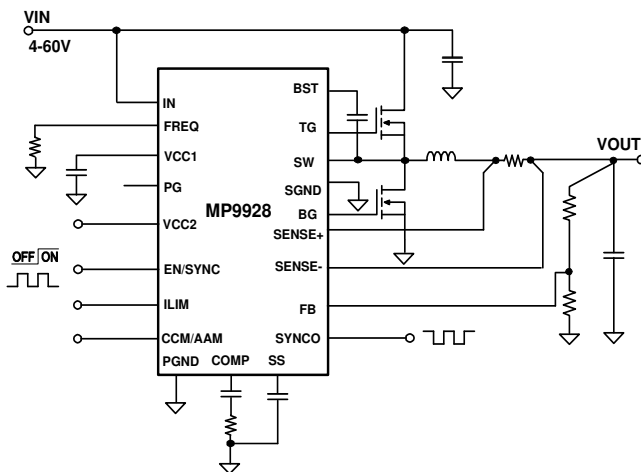 VIN
4-60V
IN
FREQ
VCC1
PG
VCC2
EN/SYNC
ILIM
CCM/AAM
PGND
COMP
SS
MP9928
BST
TG
SW
SGND
BG
SENSE+
SENSE-
FB
SYNCO
VOUT
OFF ON